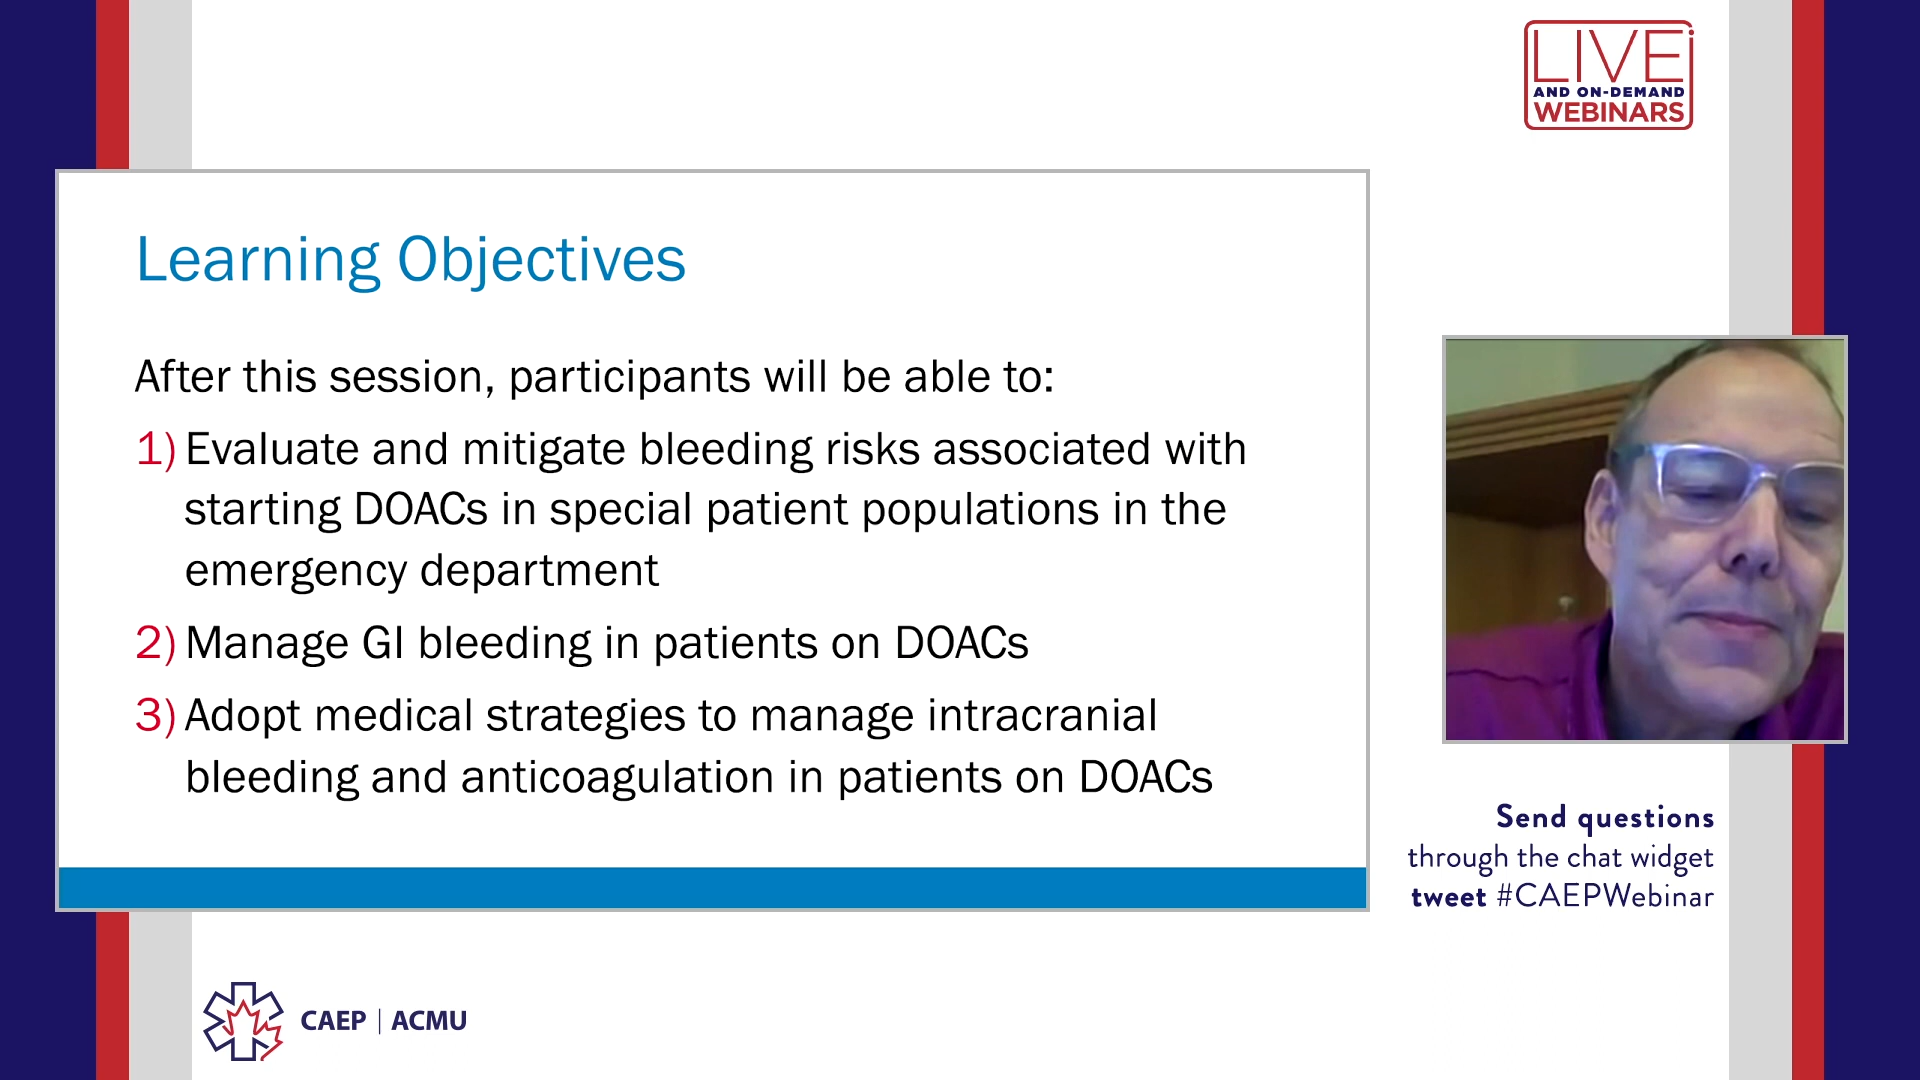 LIVE
AND ON-DEMAND
WEBINARS
Learning Objectives
After this session, participants will be able to:
1) Evaluate and mitigate bleeding risks associated with
starting DOACs in special patient populations in the
emergency department
2) Manage GI bleeding in patients on DOACs
3) Adopt medical strategies to manage intracranial
bleeding and anticoagulation in patients on DOACs
Send questions
through the chat widget
tweet #CAEPWebinar
CAEP | ACMU